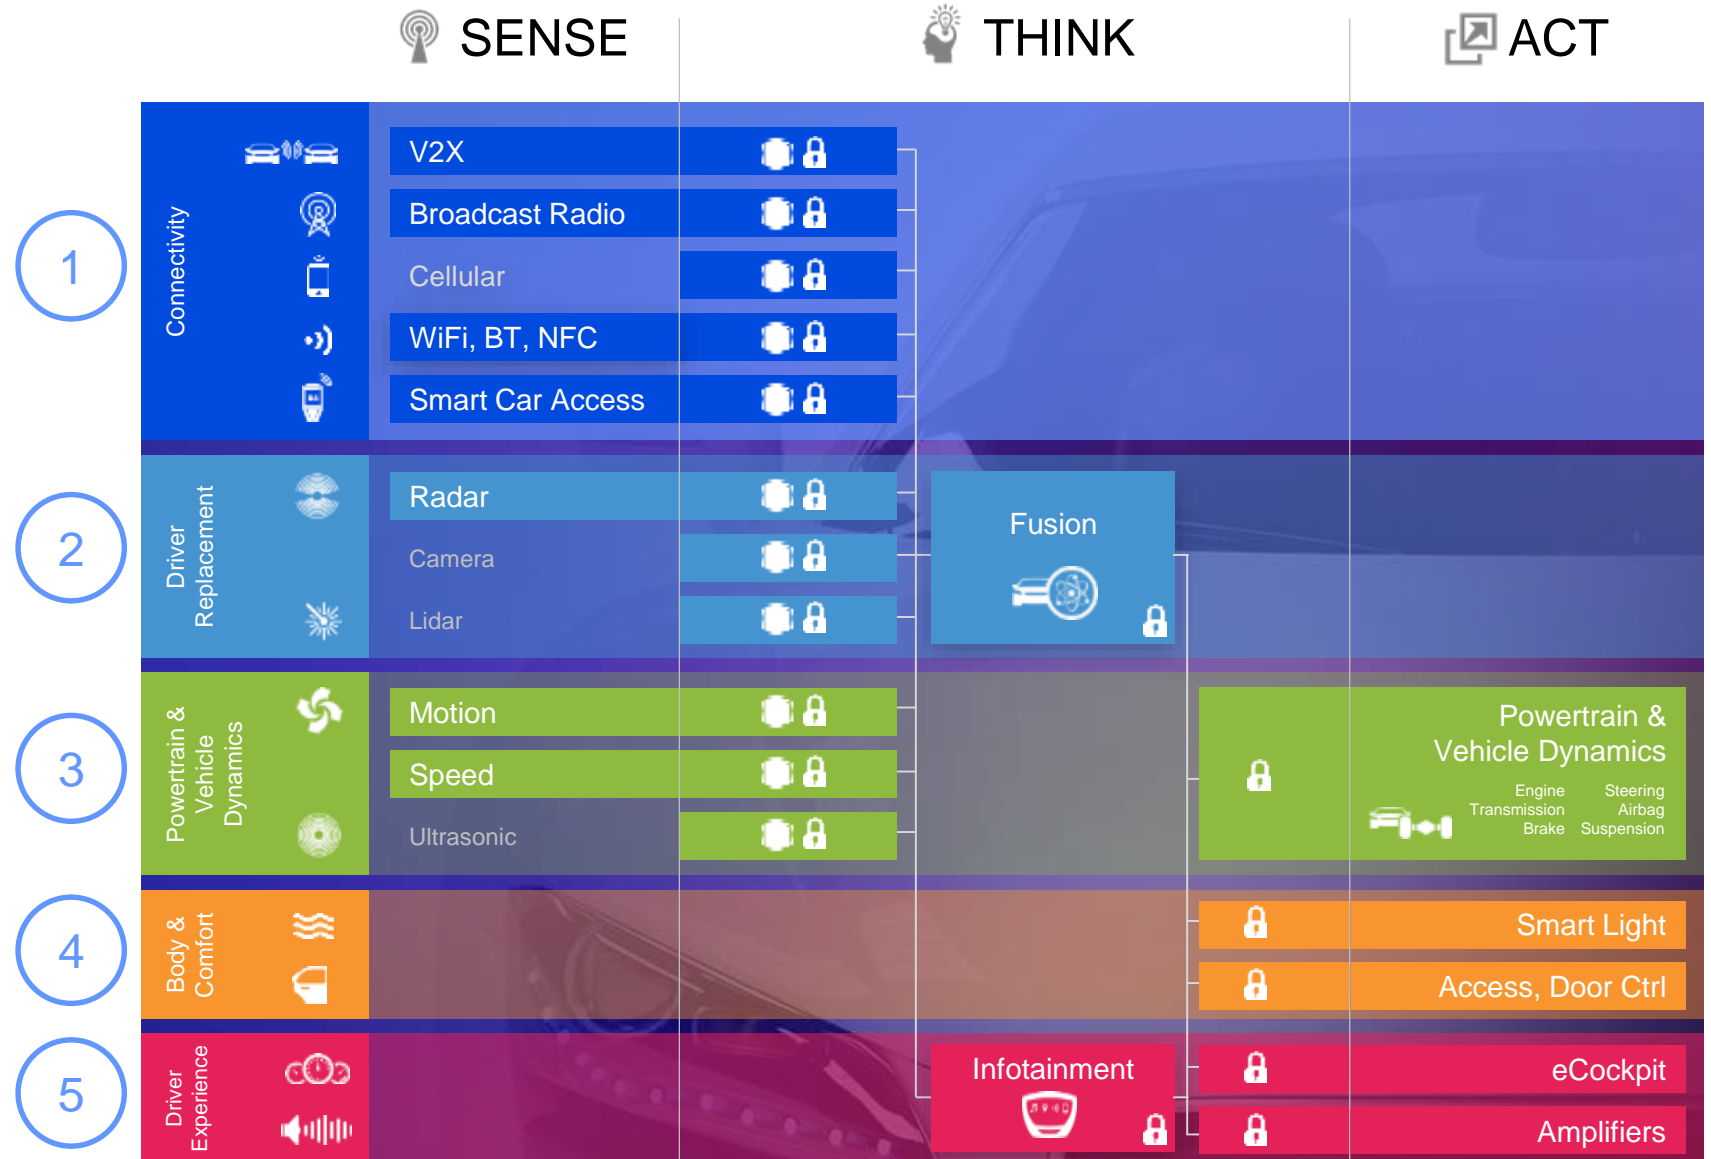 SENSE
THINK
ACT
1
Connectivity
V2X
Broadcast Radio
Cellular
WiFi, BT, NFC
Smart Car Access
2
Driver
Replacement
Radar
Camera
Lidar
Fusion
3
Powertrain &
Vehicle
Dynamics
Motion
Speed
Ultrasonic
Powertrain &
Vehicle Dynamics
Engine Steering
Transmission Airbag
Brake Suspension
4
Body &
Comfort
Smart Light
Access, Door Ctrl
5
Driver
Experience
Infotainment
eCockpit
Amplifiers